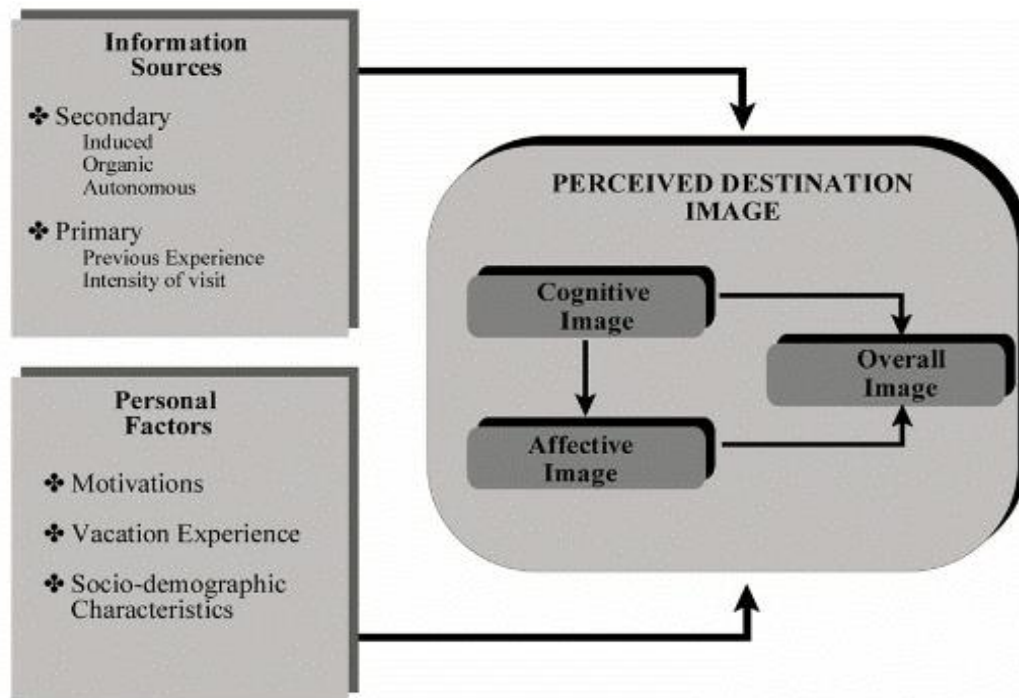 Information
Sources
❖ Secondary
Induced
Organic
Autonomous
❖ Primary
Previous Experience
Intensity of visit
Personal
Factors
❖ Motivations
❖ Vacation Experience
❖ Socio-demographic
Characteristics
PERCEIVED DESTINATION
IMAGE
Cognitive
Image
Affective
Image
Overall
Image